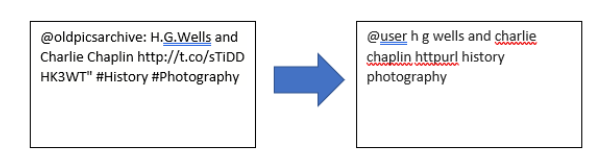 @oldpicsarchive: H.G.Wells and
Charlie Chaplin http://t.co/sTiDD
HK3WT" #History #Photography
@user h g wells and charlie
chaplin httpurl history
photography